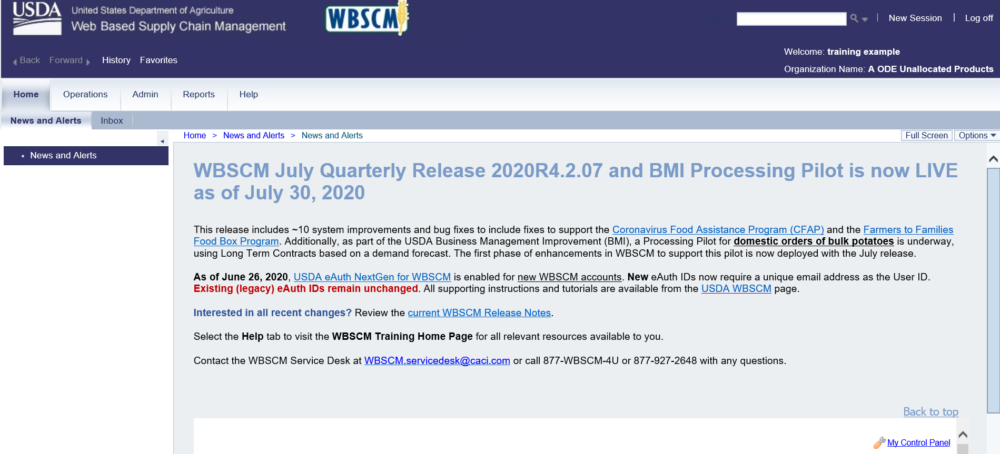 USDA
United States Department of Agriculture
Web Based Supply Chain Management
WBSCM
New Session
Log off
Back Forward History Favorites
Welcome: training example
Organization Name: A ODE Unallocated Products
Home Operations Admin Reports Help
News and Alerts Inbox
Home > News and Alerts > News and Alerts
Full Screen Options
• News and Alerts
WBSCM July Quarterly Release 2020R4.2.07 and BMI Processing Pilot is now LIVE
as of July 30, 2020
This release includes ~10 system improvements and bug fixes to include fixes to support the Coronavirus Food Assistance Program (CFAP) and the Farmers to Families
Food Box Program. Additionally, as part of the USDA Business Management Improvement (BMI), a Processing Pilot for domestic orders of bulk potatoes is underway,
using Long Term Contracts based on a demand forecast. The first phase of enhancements in WBSCM to support this pilot is now deployed with the July release.
As of June 26, 2020, USDA eAuth NextGen for WBSCM is enabled for new WBSCM accounts. New eAuth IDs now require a unique email address as the User ID.
Existing (legacy) eAuth IDs remain unchanged. All supporting instructions and tutorials are available from the USDA WBSCM page.
Interested in all recent changes? Review the current WBSCM Release Notes.
Select the Help tab to visit the WBSCM Training Home Page for all relevant resources available to you.
Contact the WBSCM Service Desk at WBSCM.servicedesk@caci.com or call 877-WBSCM-4U or 877-927-2648 with any questions.
Back to top
My Control Panel